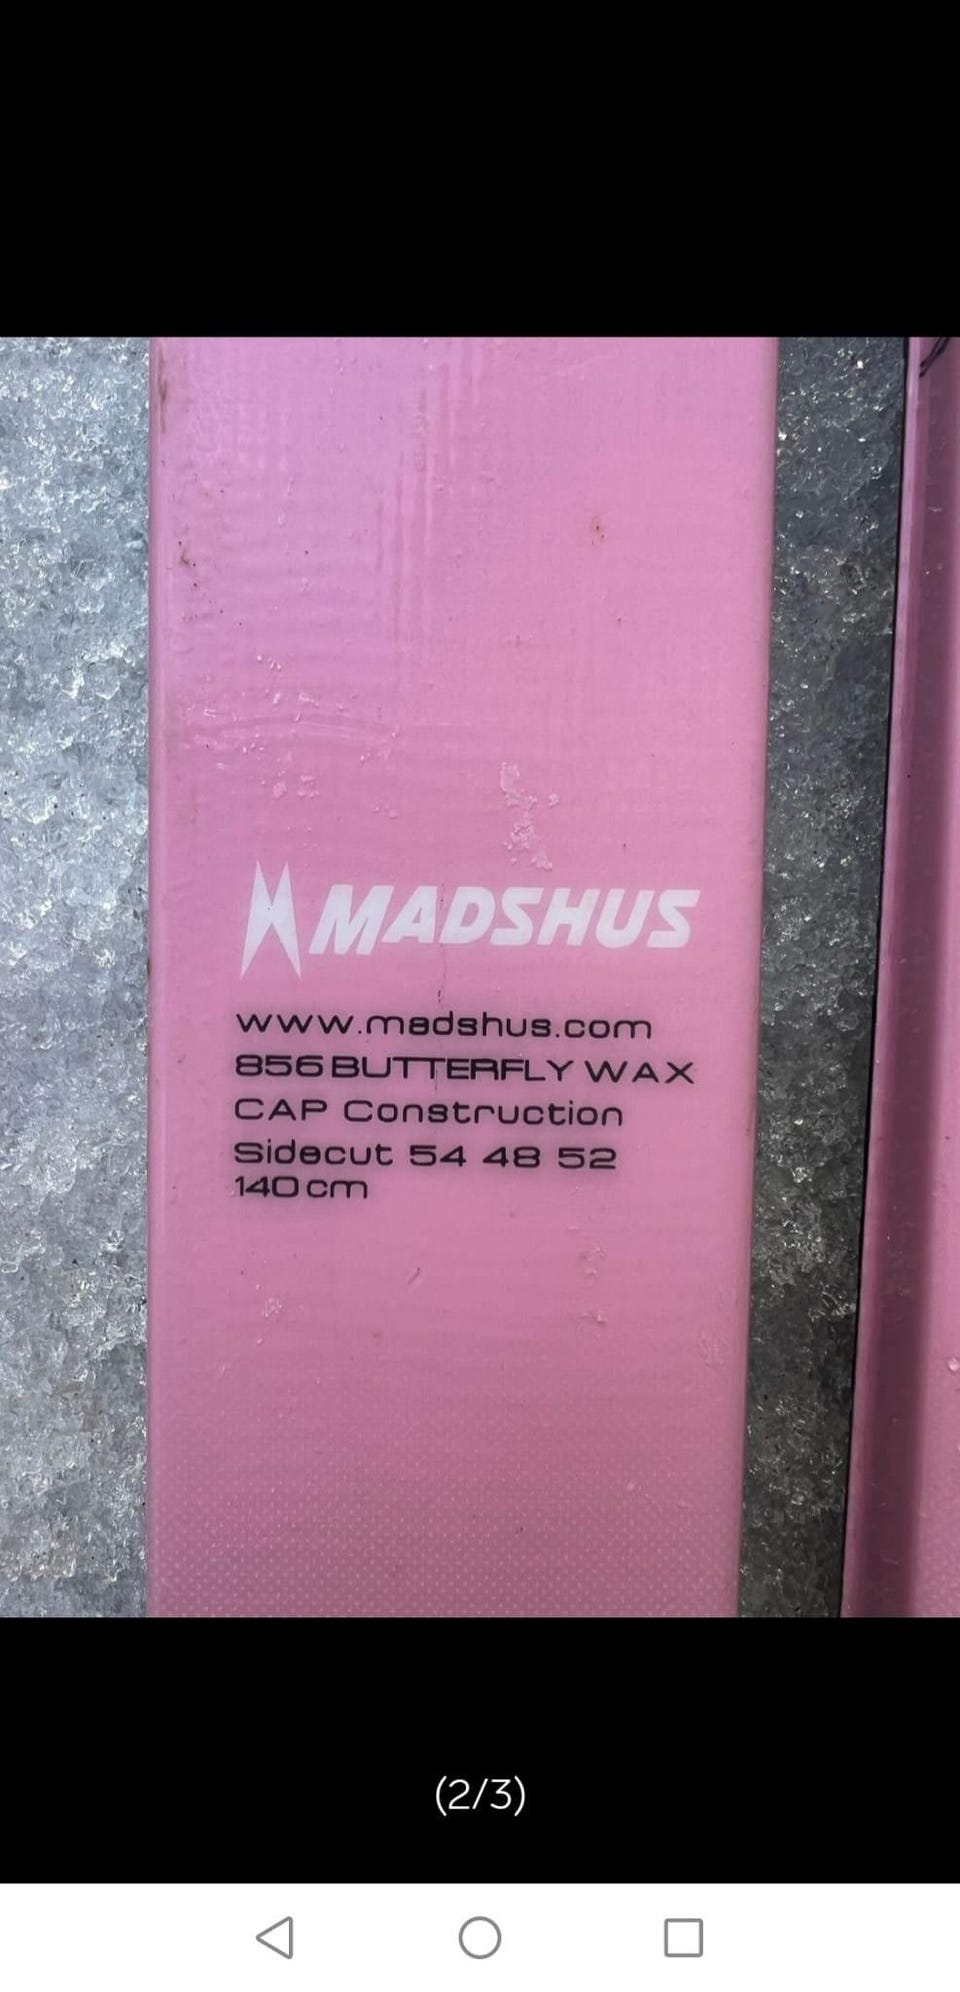 MADSHUS
www.madshus.com
856 BUTTERFLY WAX
CAP Construction
Sidecut 54 48 52
140 cm
(2/3)